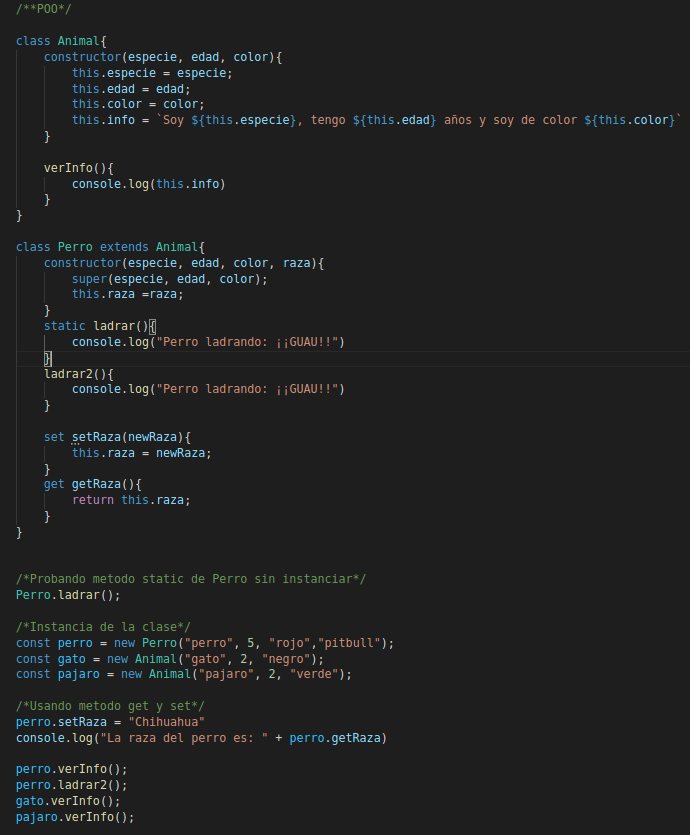 /**POO*/
class Animal{
constructor(especie, edad, color){
this.especie = especie;
this.edad = edad;
this.color = color;
this.info = `Soy ${this.especie}, tengo ${this.edad} años y soy de color ${this.color}`
}
verInfo(){
console.log(this.info)
}
}
class Perro extends Animal{
constructor(especie, edad, color, raza){
super(especie, edad, color);
this.raza =raza;
}
static ladrar(){
console.log("Perro ladrando: ¡¡GUAU!!")
}
ladrar2(){
console.log("Perro ladrando: ¡¡GUAU!!")
}
set setRaza(newRaza){
this.raza = newRaza;
}
get getRaza(){
return this.raza;
}
}
/*Probando metodo static de Perro sin instanciar*/
Perro.ladrar();
/*Instancia de la clase*/
const perro = new Perro("perro", 5, "rojo","pitbull");
const gato = new Animal("gato", 2, "negro");
const pajaro = new Animal("pajaro", 2, "verde");
/*Usando metodo get y set*/
perro.setRaza = "Chihuahua"
console.log("La raza del perro es: " + perro.getRaza)
perro.verInfo();
perro.ladrar2();
gato.verInfo();
pajaro.verInfo();